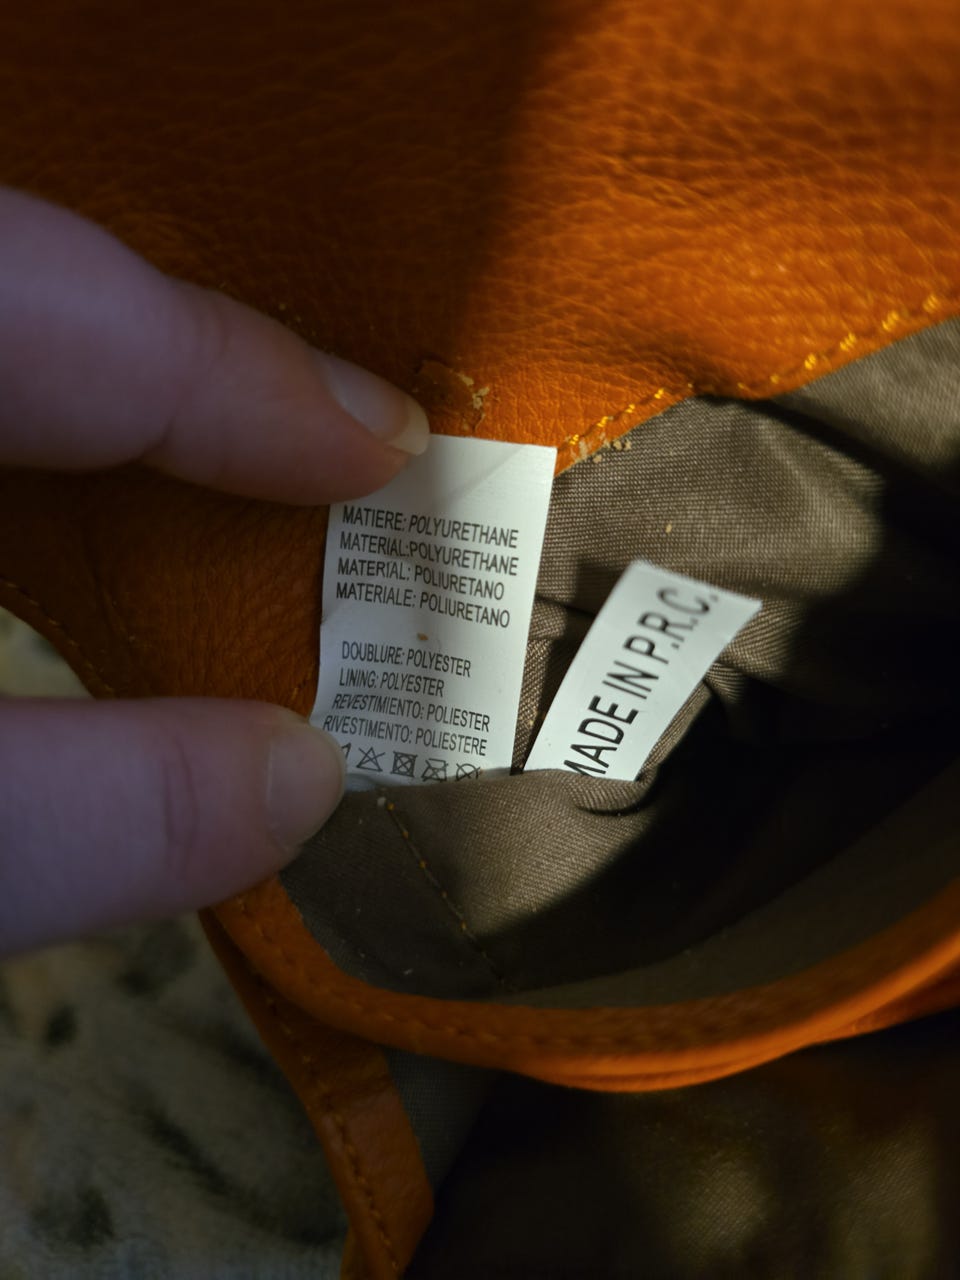 MATIERE: POLYURETHANE
MATERIAL:POLYURETHANE
MATERIAL: POLIURETANO
MATERIALE: POLIURETANO
DOUBLURE: POLYESTER
LINING: POLYESTER
REVESTIMIENTO: POLIESTER
RIVESTIMENTO: POLIESTERE
MADE IN P.R.C.